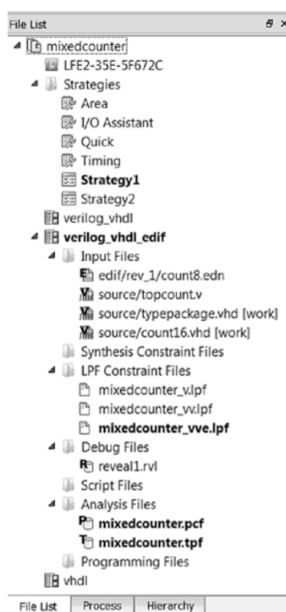 File List
mixedcounter
LFE2-35E-5F672C
Strategies
Area
I/O Assistant
Quick
Timing
Strategy1
Strategy2
verilog_vhdl
verilog_vhdl_edif
Input Files
edif/rev_1/count8.edn
source/topcount.v
source/typepackage.vhd [work]
source/count16.vhd [work]
Synthesis Constraint Files
LPF Constraint Files
mixedcounter_v.lpf
mixedcounter_vv.lpf
mixedcounter_vve.lpf
Debug Files
reveal1.rvl
Script Files
Analysis Files
mixedcounter.pcf
mixedcounter.tpf
Programming Files
vhdl
File List Process Hierarchy